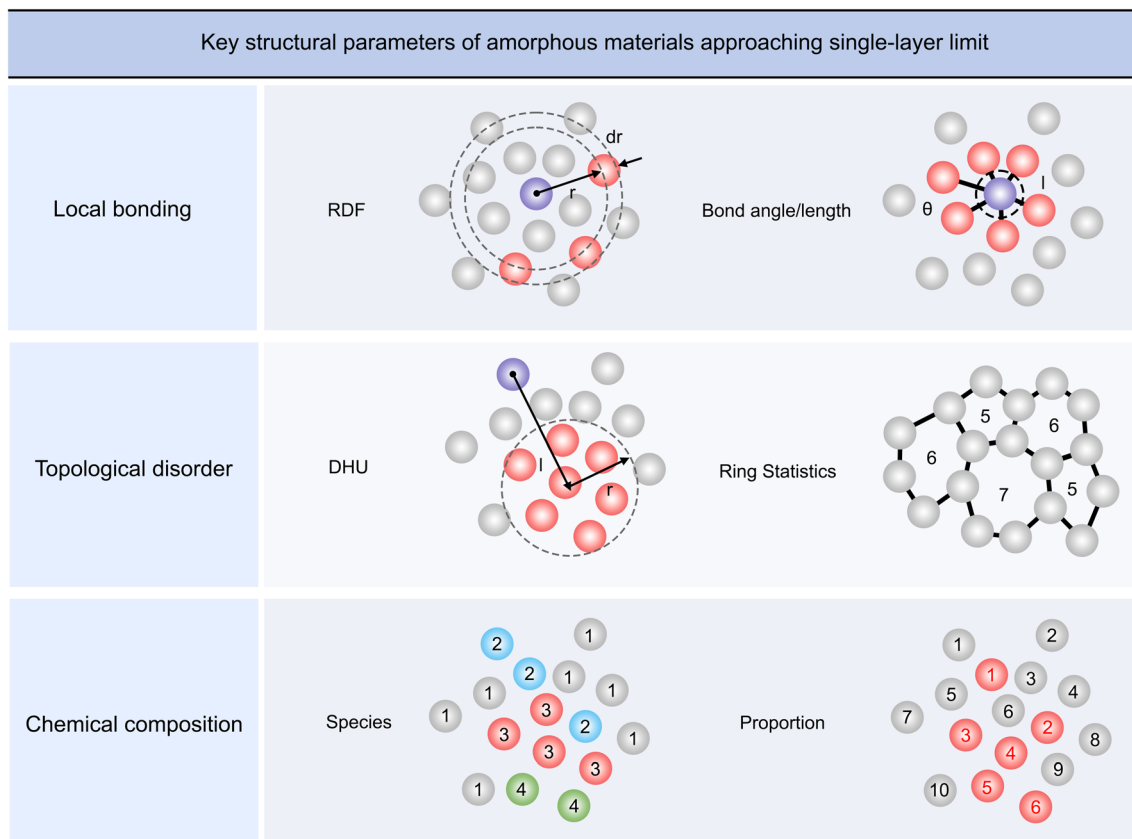 Key structural parameters of amorphous materials approaching single-layer limit
Local bonding
RDF
dr
r
Bond angle/length
θ
l
Topological disorder
DHU
l
r
Ring Statistics
5
6
6
7
5
Chemical composition
Species
2
1
2
1
1
1
1
3
3
2
1
3
3
1
4
4
Proportion
1
2
1
3
5
4
7
6
3
2
8
4
9
10
5
6